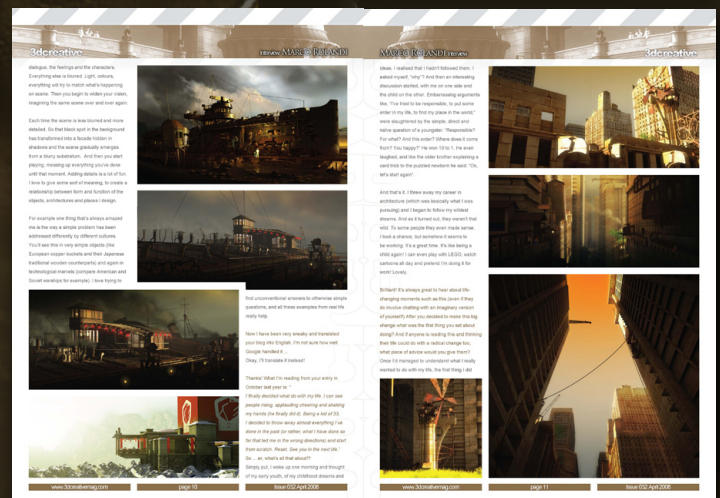 3dcreative
interview MARCO ROLANDI
dialogue, the feelings and the characters.
Everything else is blurred. Light, colours,
everything will try to match what's happening
on scene. Then you begin to widen your vision,
imagining the same scene over and over again.
Each time the scene is less blurred and more
detailed. So that black spot in the background
has transformed into a facade hidden in
shadows and the scene gradually emerges
from a blurry substratum. And then you start
playing, messing up everything you've done
until that moment. Adding details is a lot of fun.
I love to give some sort of meaning, to create a
relationship between form and function of the
objects, architectures and places I design.
For example one thing that's always amazed
me is the way a simple problem has been
addressed differently by different cultures.
You'll see this in very simple objects (like
European copper buckets and their Japanese
traditional wooden counterparts) and again in
technological marvels (compare American and
Soviet warships for example). I love trying to
find unconventional answers to otherwise simple
questions, and all these examples from real life
really help.
Now I have been very sneaky and translated
your blog into English. I'm not sure how well
Google handled it ...
Okay, I'll translate it instead!
Thanks! What I'm reading from your entry in
October last year is: "
I finally decided what do with my life. I can see
people rising, applauding cheering and shaking
my hands (he finally did it). Being a lot of 33,
I decided to throw away almost everything I've
done in the past (or rather, what I have done so
far that led me in the wrong directions) and start
from scratch. Reset. See you in the next life."
So ... er, what's all that about??
Simply put, I woke up one morning and thought
of my early youth, of my childhood dreams and
www.3dcreativemag.com
page 10
Issue 032 April 2008
MARCO ROLANDI interview
3dcreative
ideas. I realised that I hadn't followed them. I
asked myself, "why"? And then an interesting
discussion started, with me on one side and
the child on the other. Embarrassing arguments
like, "I've tried to be responsible, to put some
order in my life, to find my place in the world,"
were slaughtered by the simple, direct and
naive question of a youngster: "Responsible?
For what? And this order? Where does it come
from? You happy?" He won 10 to 1. He even
laughed, and like the older brother explaining a
card trick to the puzzled newborn he said: "Ok,
let's start again".
And that's it. I threw away my career in
architecture (which was basically what I was
pursuing) and I began to follow my wildest
dreams. And as it turned out, they weren't that
wild. To some people they even made sense.
I took a chance, but somehow it seems to
be working. It's a great time. It's like being a
child again! I can even play with LEGO, watch
cartoons all day and pretend I'm doing it for
work! Lovely.
Brilliant! It's always great to hear about life-
changing moments such as this (even if they
do involve chatting with an imaginary version
of yourself!) After you decided to make this big
change what was the first thing you set about
doing? And if anyone is reading this and thinking
their life could do with a radical change too,
what piece of advice would you give them?
Once I'd managed to understand what I really
wanted to do with my life, the first thing I did
www.3dcreativemag.com
page 11
Issue 032 April 2008